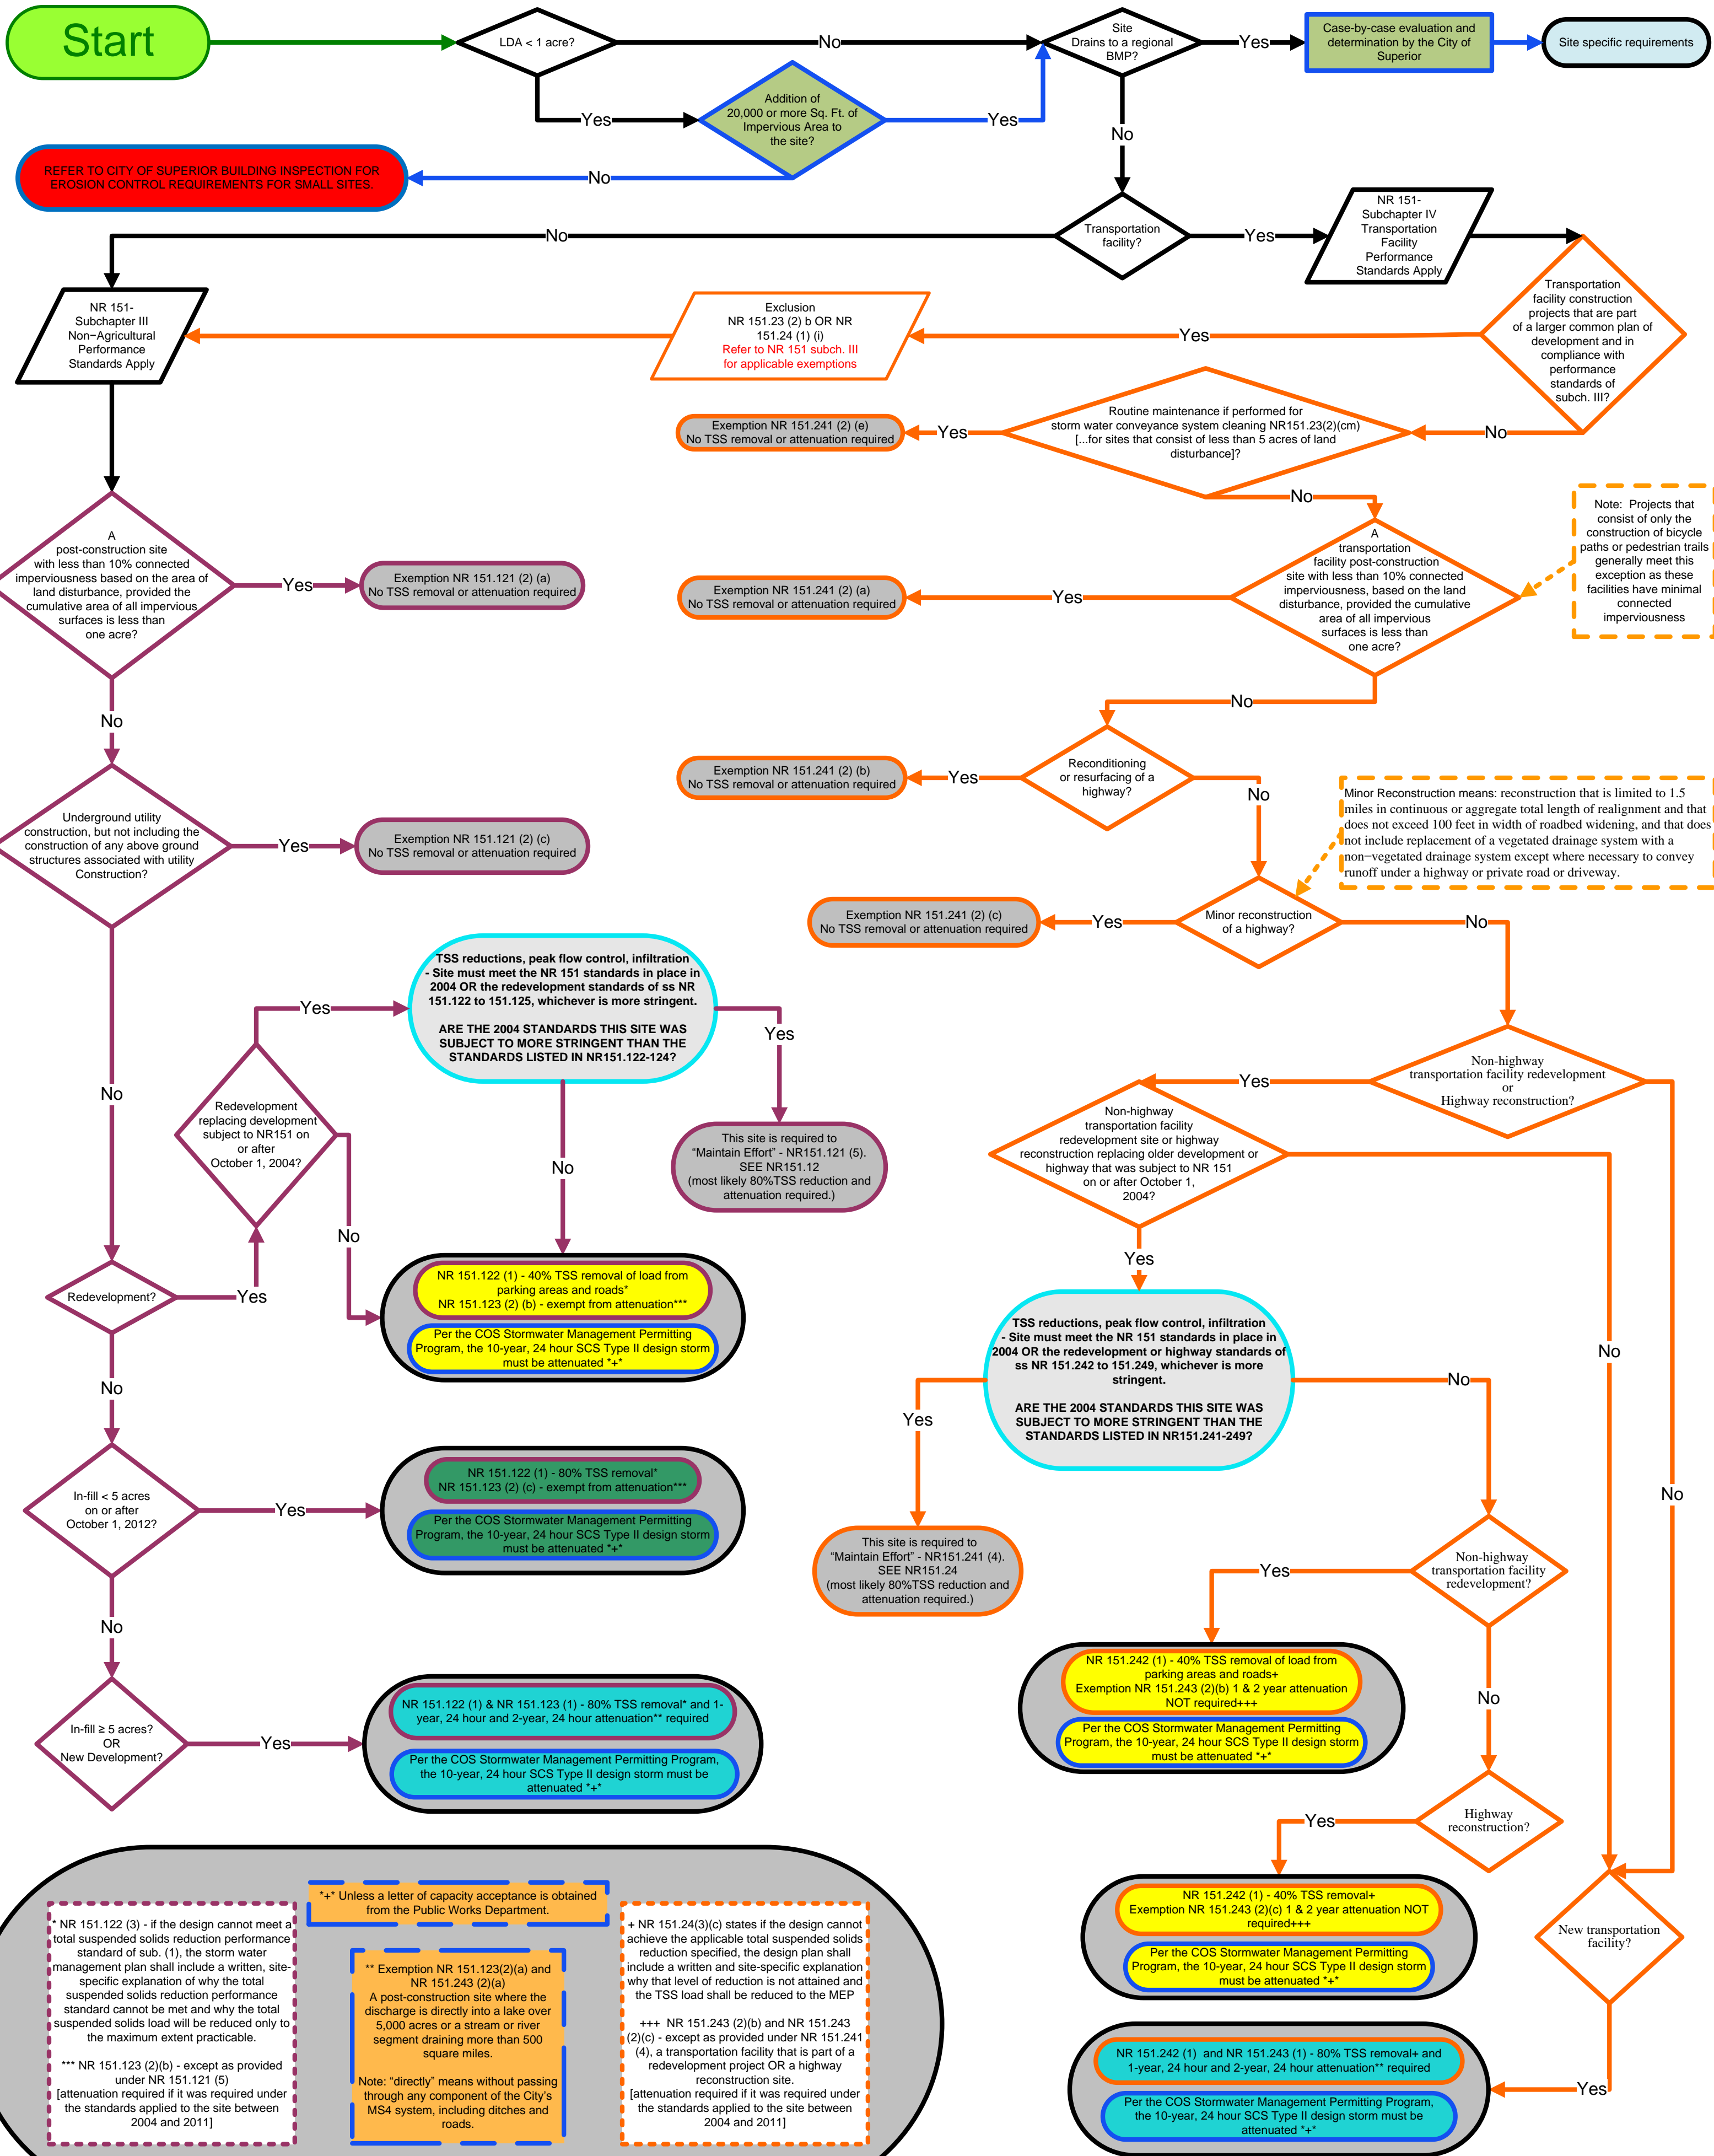 Start
LDA < 1 acre?
No
Site
Drains to a regional
BMP?
Yes
Case-by-case evaluation and
determination by the City of
Superior
Site specific requirements
Yes
Addition of
20,000 or more Sq. Ft. of
Impervious Area to
the site?
Yes
No
No
REFER TO CITY OF SUPERIOR BUILDING INSPECTION FOR
EROSION CONTROL REQUIREMENTS FOR SMALL SITES.
No
Transportation
facility?
Yes
NR 151-
Subchapter IV
Transportation
Facility
Performance
Standards Apply
NR 151-
Subchapter III
Non−Agricultural
Performance
Standards Apply
Exclusion
NR 151.23 (2) b OR NR
151.24 (1) (i)
Refer to NR 151 subch. III
for applicable exemptions
Yes
Transportation
facility construction
projects that are part
of a larger common plan of
development and in
compliance with
performance
standards of
subch. III?
Exemption NR 151.241 (2) (e)
No TSS removal or attenuation required
Yes
Routine maintenance if performed for
storm water conveyance system cleaning NR151.23(2)(cm)
[...for sites that consist of less than 5 acres of land
disturbance]?
No
No
Note: Projects that
consist of only the
construction of bicycle
paths or pedestrian trails
generally meet this
exception as these
facilities have minimal
connected
imperviousness
A
post-construction site
with less than 10% connected
imperviousness based on the area of
land disturbance, provided the
cumulative area of all impervious
surfaces is less than
one acre?
Yes
Exemption NR 151.121 (2) (a)
No TSS removal or attenuation required
Exemption NR 151.241 (2) (a)
No TSS removal or attenuation required
Yes
A
transportation
facility post-construction
site with less than 10% connected
imperviousness, based on the land
disturbance, provided the cumulative
area of all impervious
surfaces is less than
one acre?
No
No
Exemption NR 151.241 (2) (b)
No TSS removal or attenuation required
Yes
Reconditioning
or resurfacing of a
highway?
No
Minor Reconstruction means: reconstruction that is limited to 1.5
miles in continuous or aggregate total length of realignment and that
does not exceed 100 feet in width of roadbed widening, and that does
not include replacement of a vegetated drainage system with a
non−vegetated drainage system except where necessary to convey
runoff under a highway or private road or driveway.
Underground utility
construction, but not including the
construction of any above ground
structures associated with utility
Construction?
Yes
Exemption NR 151.121 (2) (c)
No TSS removal or attenuation required
Exemption NR 151.241 (2) (c)
No TSS removal or attenuation required
Yes
Minor reconstruction
of a highway?
No
TSS reductions, peak flow control, infiltration
- Site must meet the NR 151 standards in place in
2004 OR the redevelopment standards of ss NR
151.122 to 151.125, whichever is more stringent.
ARE THE 2004 STANDARDS THIS SITE WAS
SUBJECT TO MORE STRINGENT THAN THE
STANDARDS LISTED IN NR151.122-124?
Yes
Yes
No
Redevelopment
replacing development
subject to NR151 on
or after
October 1, 2004?
No
This site is required to
“Maintain Effort” - NR151.121 (5).
SEE NR151.12
(most likely 80%TSS reduction and
attenuation required.)
No
Yes
Non-highway
transportation facility redevelopment
or
Highway reconstruction?
Non-highway
transportation facility
redevelopment site or highway
reconstruction replacing older development or
highway that was subject to NR 151
on or after October 1,
2004?
Yes
Redevelopment?
Yes
NR 151.122 (1) - 40% TSS removal of load from
parking areas and roads*
NR 151.123 (2) (b) - exempt from attenuation***
Per the COS Stormwater Management Permitting
Program, the 10-year, 24 hour SCS Type II design storm
must be attenuated *+*
No
TSS reductions, peak flow control, infiltration
- Site must meet the NR 151 standards in place in
2004 OR the redevelopment or highway standards of
ss NR 151.242 to 151.249, whichever is more
stringent.
ARE THE 2004 STANDARDS THIS SITE WAS
SUBJECT TO MORE STRINGENT THAN THE
STANDARDS LISTED IN NR151.241-249?
No
No
Yes
No
In-fill < 5 acres
on or after
October 1, 2012?
Yes
NR 151.122 (1) - 80% TSS removal*
NR 151.123 (2) (c) - exempt from attenuation***
Per the COS Stormwater Management Permitting
Program, the 10-year, 24 hour SCS Type II design storm
must be attenuated *+*
This site is required to
“Maintain Effort” - NR151.241 (4).
SEE NR151.24
(most likely 80%TSS reduction and
attenuation required.)
Yes
Non-highway
transportation facility
redevelopment?
No
No
NR 151.242 (1) - 40% TSS removal of load from
parking areas and roads+
Exemption NR 151.243 (2)(b) 1 & 2 year attenuation
NOT required+++
Per the COS Stormwater Management Permitting
Program, the 10-year, 24 hour SCS Type II design storm
must be attenuated *+*
In-fill ≥ 5 acres?
OR
New Development?
Yes
NR 151.122 (1) & NR 151.123 (1) - 80% TSS removal* and 1-
year, 24 hour and 2-year, 24 hour attenuation** required
Per the COS Stormwater Management Permitting Program,
the 10-year, 24 hour SCS Type II design storm must be
attenuated *+*
Yes
Highway
reconstruction?
NR 151.242 (1) - 40% TSS removal+
Exemption NR 151.243 (2)(c) 1 & 2 year attenuation NOT
required+++
Per the COS Stormwater Management Permitting
Program, the 10-year, 24 hour SCS Type II design storm
must be attenuated *+*
New transportation
facility?
Yes
NR 151.242 (1) and NR 151.243 (1) - 80% TSS removal+ and
1-year, 24 hour and 2-year, 24 hour attenuation** required
Per the COS Stormwater Management Permitting Program,
the 10-year, 24 hour SCS Type II design storm must be
attenuated *+*
* NR 151.122 (3) - if the design cannot meet a
total suspended solids reduction performance
standard of sub. (1), the storm water
management plan shall include a written, site-
specific explanation of why the total
suspended solids reduction performance
standard cannot be met and why the total
suspended solids load will be reduced only to
the maximum extent practicable.
*** NR 151.123 (2)(b) - except as provided
under NR 151.121 (5)
[attenuation required if it was required under
the standards applied to the site between
2004 and 2011]
*+* Unless a letter of capacity acceptance is obtained
from the Public Works Department.
** Exemption NR 151.123(2)(a) and
NR 151.243 (2)(a)
A post-construction site where the
discharge is directly into a lake over
5,000 acres or a stream or river
segment draining more than 500
square miles.
Note: “directly” means without passing
through any component of the City’s
MS4 system, including ditches and
roads.
+ NR 151.24(3)(c) states if the design cannot
achieve the applicable total suspended solids
reduction specified, the design plan shall
include a written and site-specific explanation
why that level of reduction is not attained and
the TSS load shall be reduced to the MEP
+++ NR 151.243 (2)(b) and NR 151.243
(2)(c) - except as provided under NR 151.241
(4), a transportation facility that is part of a
redevelopment project OR a highway
reconstruction site.
[attenuation required if it was required under
the standards applied to the site between
2004 and 2011]